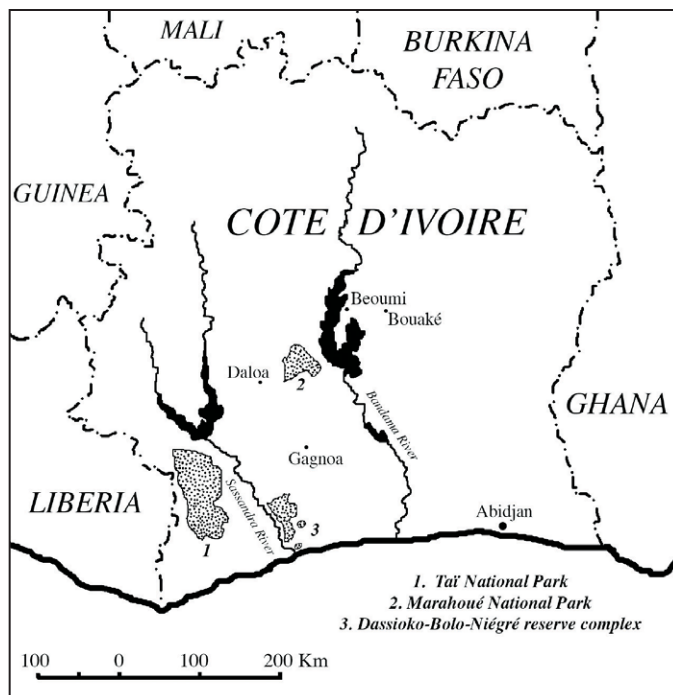 MALI
BURKINA
FASO
GUINEA
COTE D'IVOIRE
Beoumi
Bouaké
Daloa
2
Bandama River
GHANA
Gagnoa
LIBERIA
Sassandra River
Abidjan
3
1
1. Taï National Park
2. Marahoué National Park
3. Dassioko-Bolo-Niégré reserve complex
100 0 100 200 Km